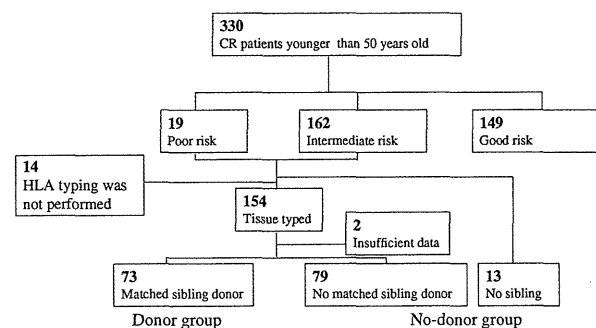 330
CR patients younger than 50 years old
19
Poor risk
162
Intermediate risk
149
Good risk
14
HLA typing was
not performed
154
Tissue typed
2
Insufficient data
73
Matched sibling donor
79
No matched sibling donor
13
No sibling
Donor group
No-donor group